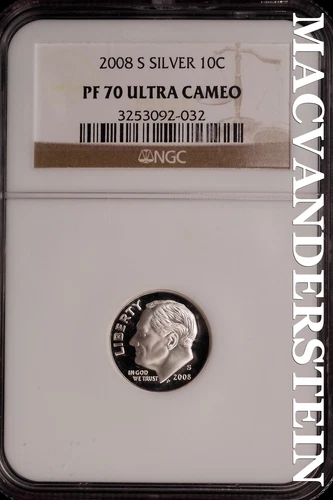 2008 S SILVER 10C
PF 70 ULTRA CAMEO
3253092-032
NGC
LIBERTY
IN GOD
WE TRUST
S
2008
MACVANDERSTEIN